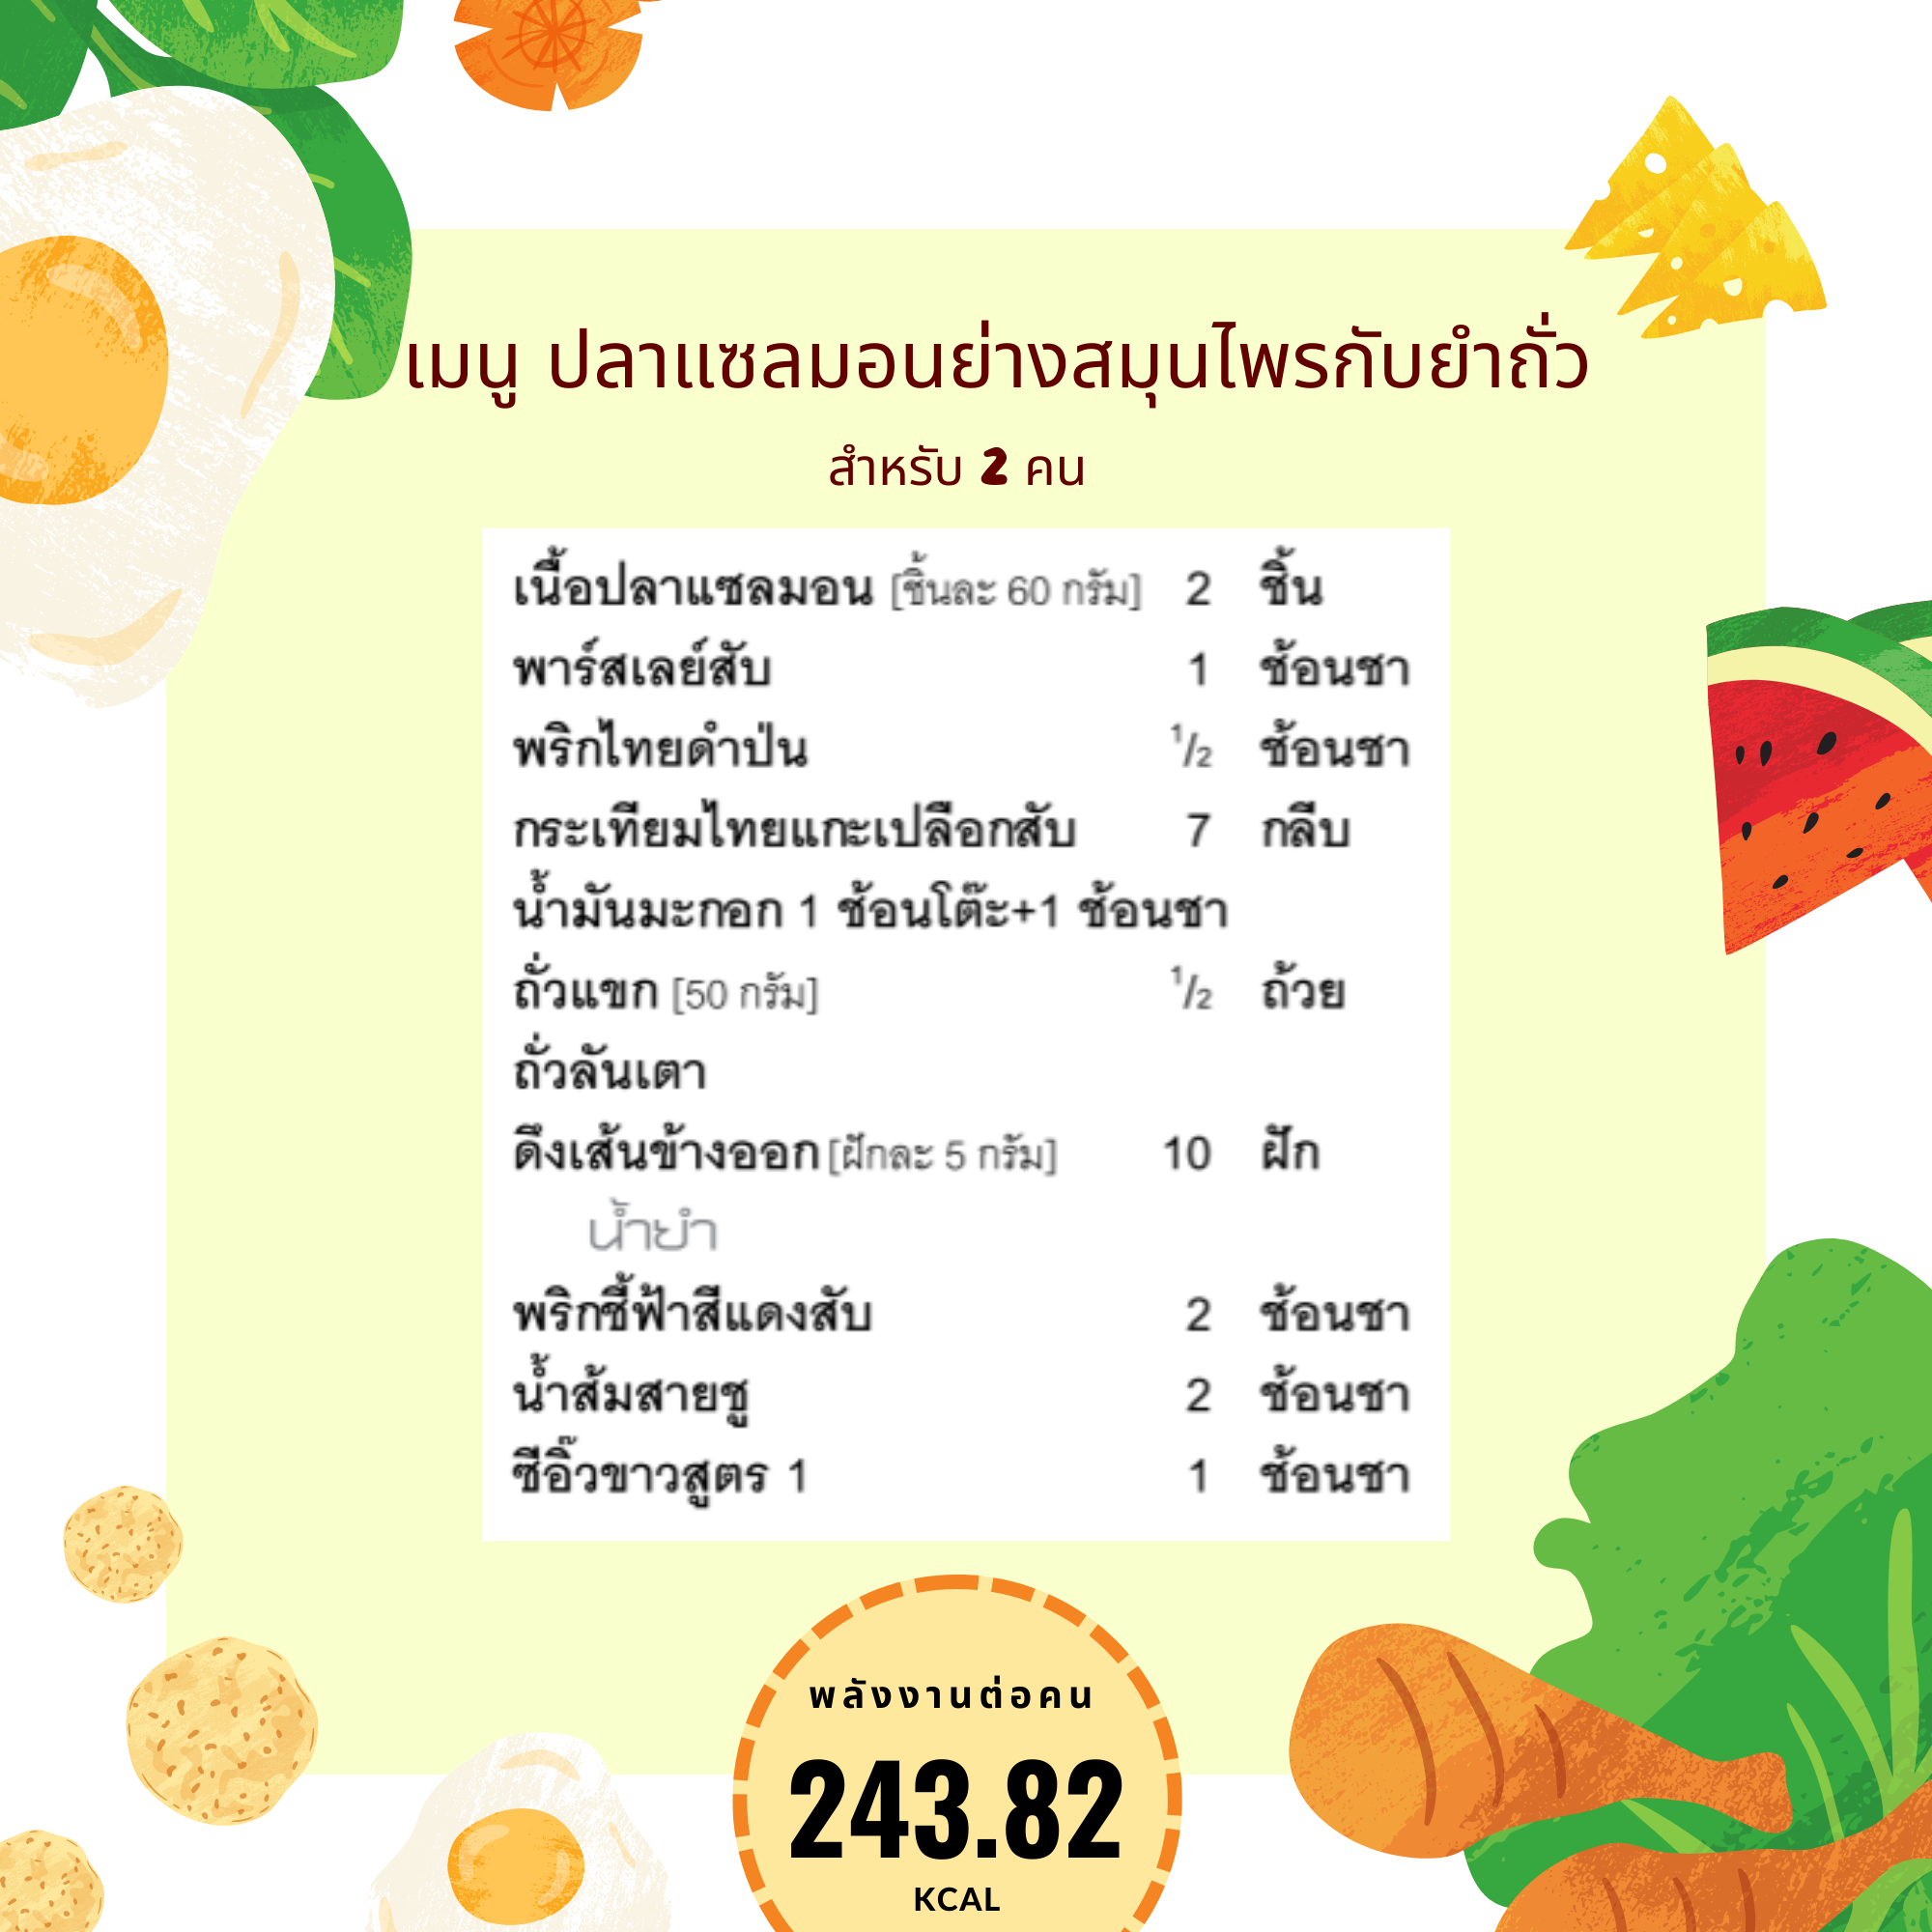 เมนู ปลาแซลมอนย่างสมุนไพรกับยำถั่ว
สำหรับ 2 คน
เนื้อปลาแซลมอน [ชิ้นละ 60 กรัม] 2 ชิ้น
พาร์สเลย์สับ 1 ช้อนชา
พริกไทยดำป่น 1/2 ช้อนชา
กระเทียมไทยแกะเปลือกสับ 7 กลีบ
น้ำมันมะกอก 1 ช้อนโต๊ะ+1 ช้อนชา
ถั่วแขก [50 กรัม] 1/2 ถ้วย
ถั่วลันเตา
ดึงเส้นข้างออก [ฝักละ 5 กรัม] 10 ฝัก
น้ำยำ
พริกชี้ฟ้าสีแดงสับ 2 ช้อนชา
น้ำส้มสายชู 2 ช้อนชา
ซีอิ๊วขาวสูตร 1 1 ช้อนชา
พลังงานต่อคน
243.82
KCAL